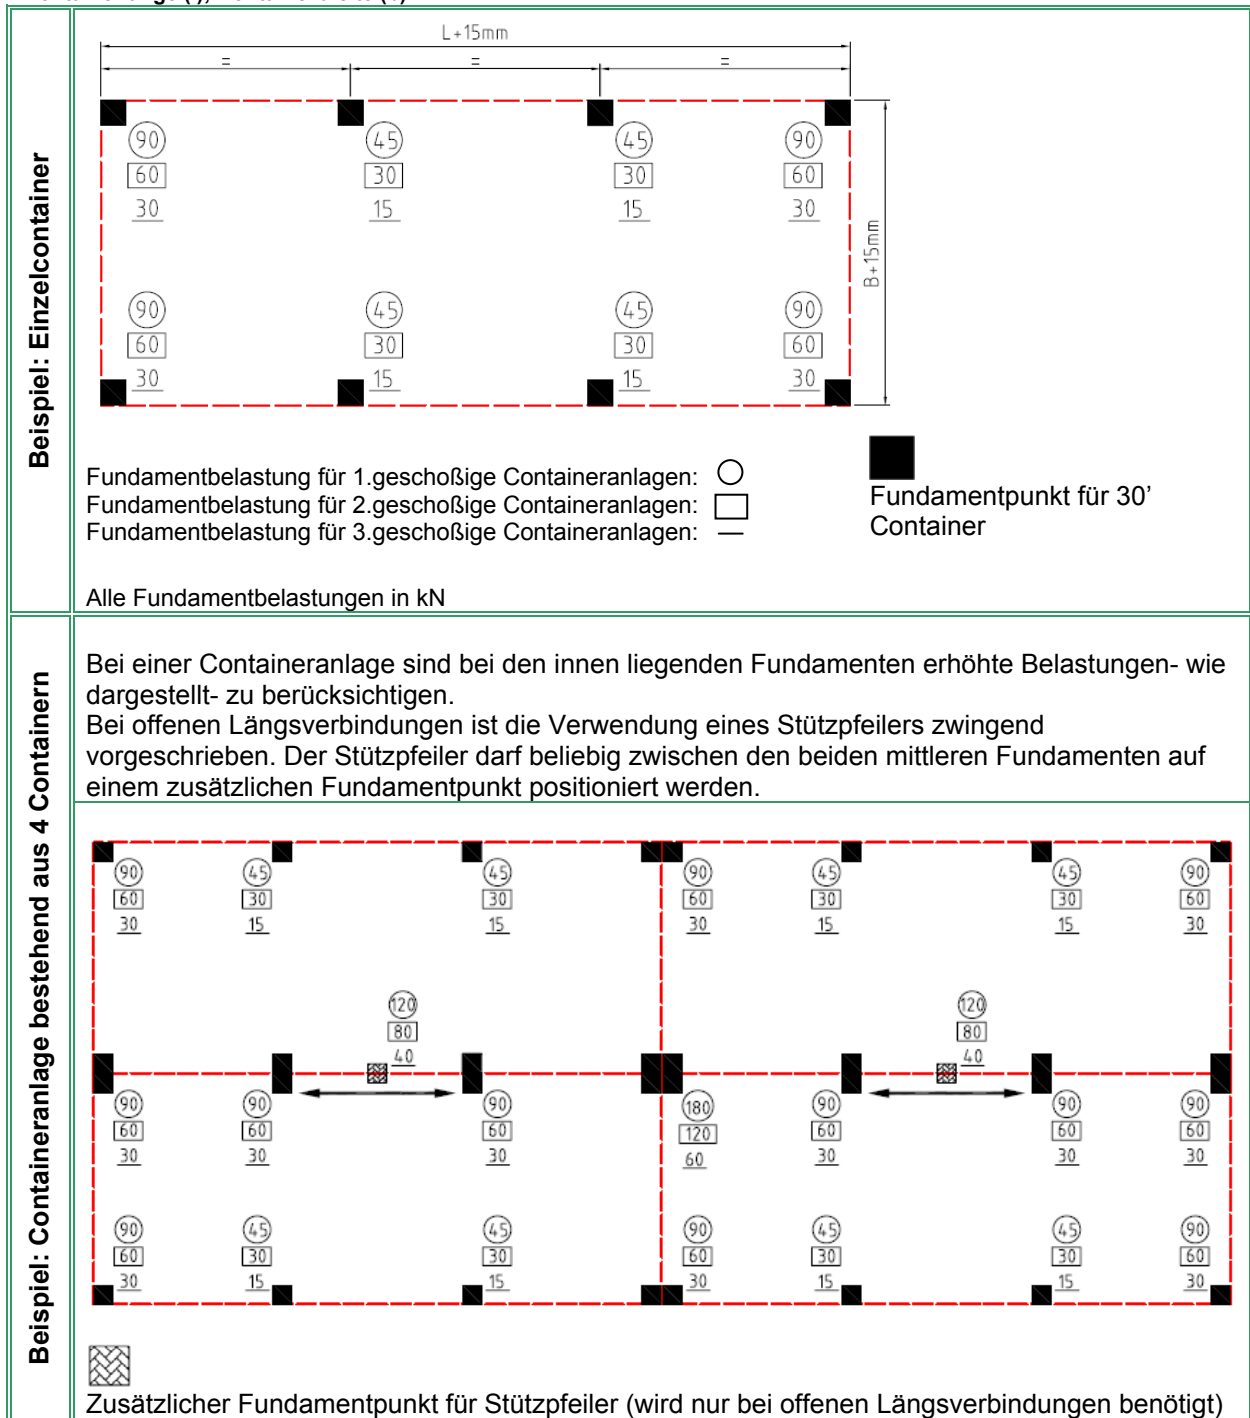 Beispiel: Einzelcontainer
L+15mm
= = =
90 45 45 90
60 30 30 60
30 15 15 30
B+15mm
90 45 45 90
60 30 30 60
30 15 15 30
Fundamentbelastung für 1.geschoßige Containeranlagen:
Fundamentbelastung für 2.geschoßige Containeranlagen:
Fundamentbelastung für 3.geschoßige Containeranlagen:
Fundamentpunkt für 30’
Container
Alle Fundamentbelastungen in kN
Beispiel: Containeranlage bestehend aus 4 Containern
Bei einer Containeranlage sind bei den innen liegenden Fundamenten erhöhte Belastungen- wie
dargestellt- zu berücksichtigen.
Bei offenen Längsverbindungen ist die Verwendung eines Stützpfeilers zwingend
vorgeschrieben. Der Stützpfeiler darf beliebig zwischen den beiden mittleren Fundamenten auf
einem zusätzlichen Fundamentpunkt positioniert werden.
90 45 45 90 45 45 90
60 30 30 60 30 30 60
30 15 15 30 15 15 30
120 120
80 80
40 40
90 90 90 180 90 90 90
60 60 60 120 60 60 60
30 30 30 60 30 30 30
90 45 45 90 45 45 90
60 30 30 60 30 30 60
30 15 15 30 15 15 30
Zusätzlicher Fundamentpunkt für Stützpfeiler (wird nur bei offenen Längsverbindungen benötigt)